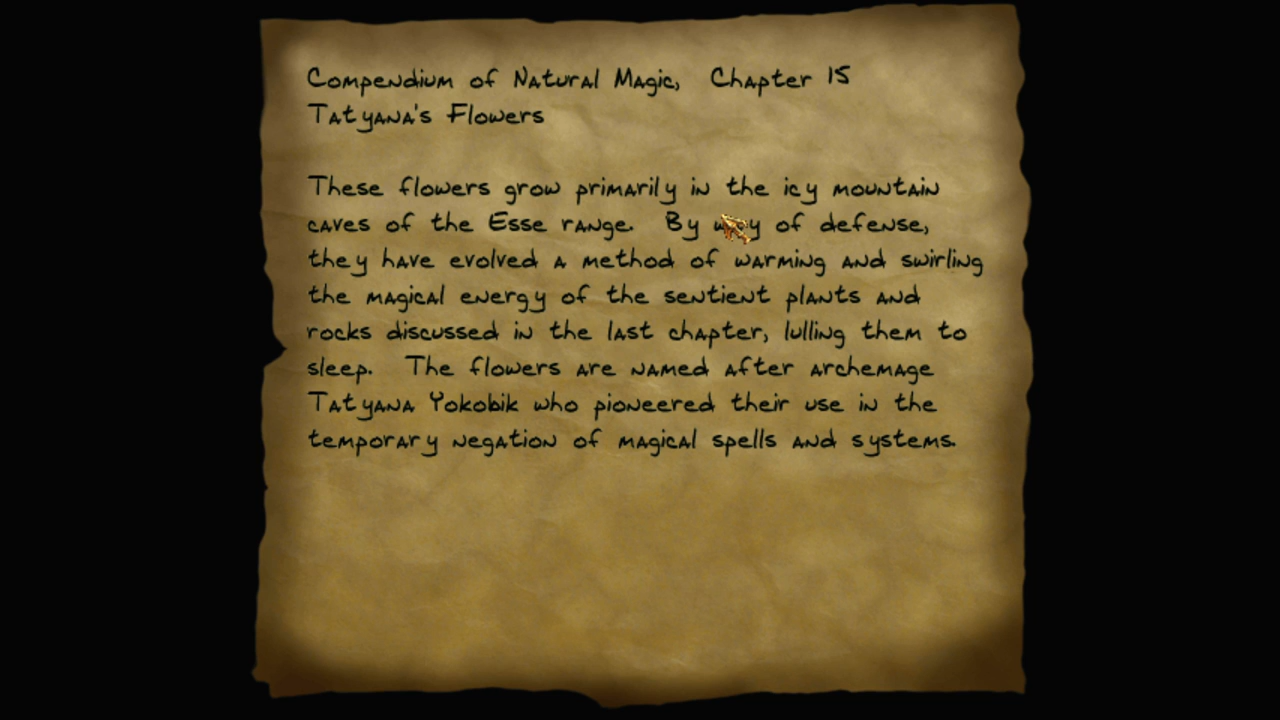 Compendium of Natural Magic, Chapter 15
Tatyana's Flowers
These flowers grow primarily in the icy mountain
caves of the Esse range. By way of defense,
they have evolved a method of warming and swirling
the magical energy of the sentient plants and
rocks discussed in the last chapter, lulling them to
sleep. The flowers are named after archemage
Tatyana Yokobik who pioneered their use in the
temporary negation of magical spells and systems.